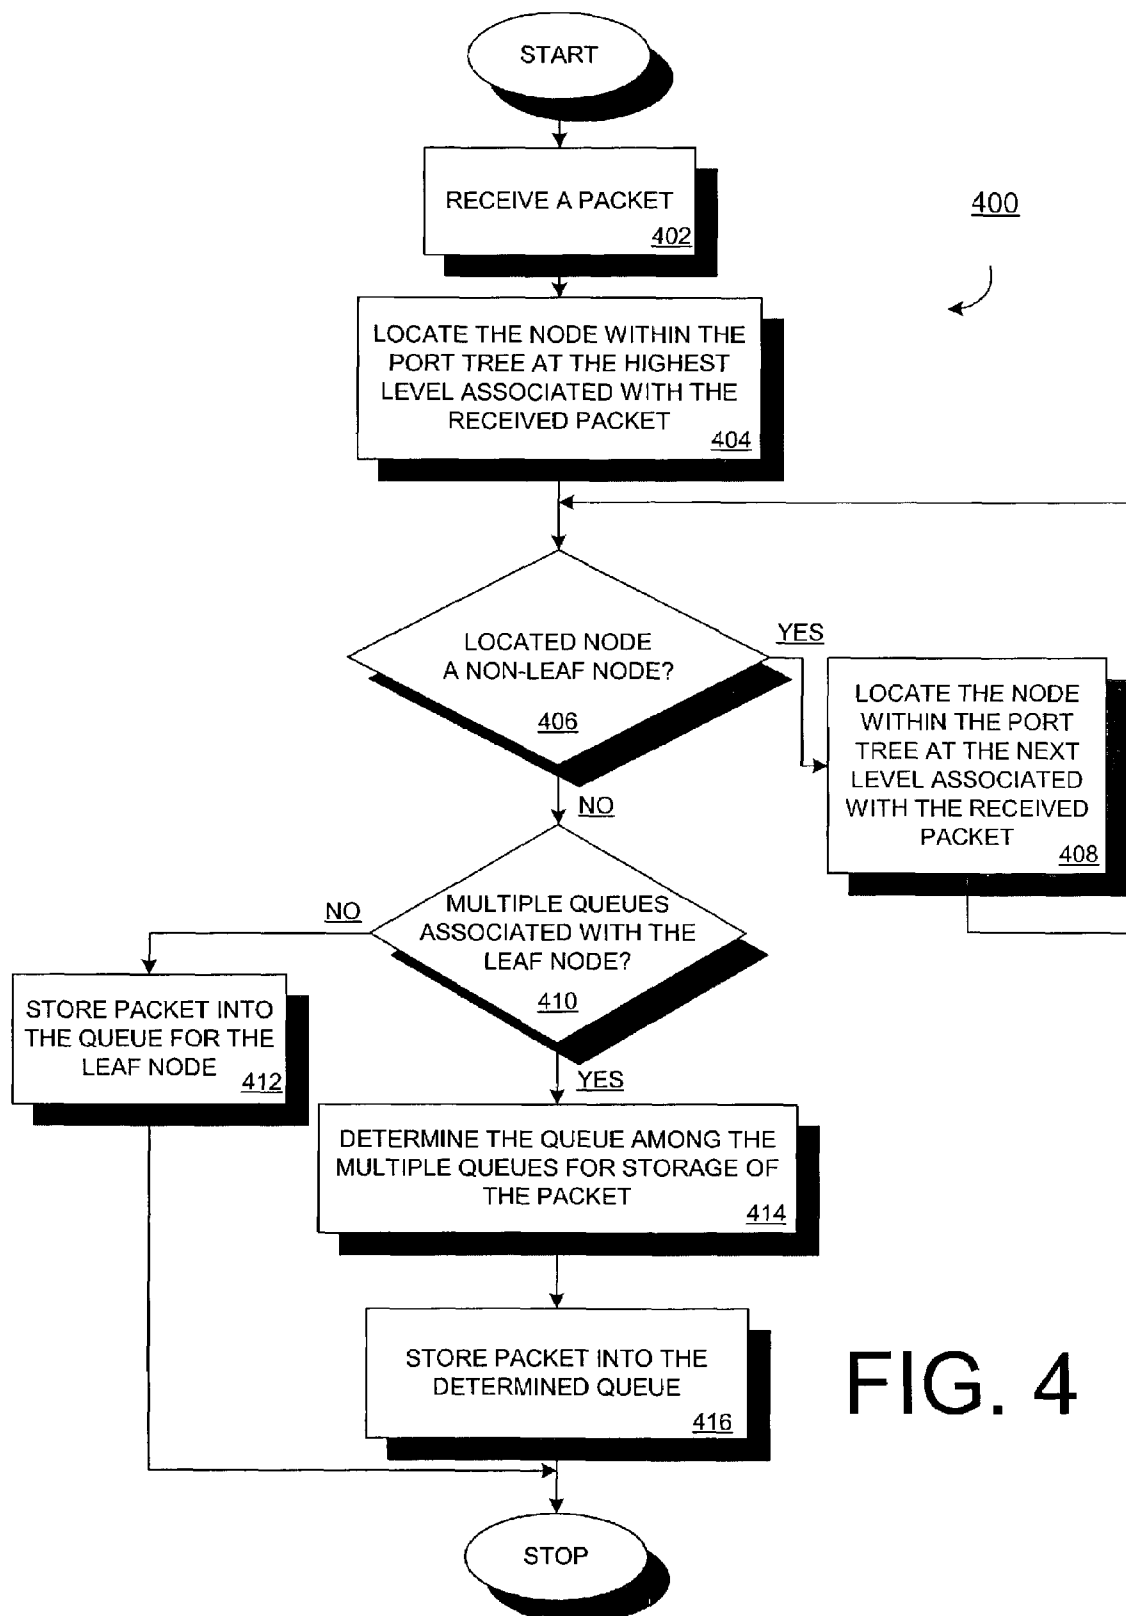 START
RECEIVE A PACKET
402
400
LOCATE THE NODE WITHIN THE
PORT TREE AT THE HIGHEST
LEVEL ASSOCIATED WITH THE
RECEIVED PACKET
404
LOCATED NODE
A NON-LEAF NODE?
406
YES
LOCATE THE NODE
WITHIN THE PORT
TREE AT THE NEXT
LEVEL ASSOCIATED
WITH THE RECEIVED
PACKET
408
NO
MULTIPLE QUEUES
ASSOCIATED WITH THE
LEAF NODE?
410
NO
STORE PACKET INTO
THE QUEUE FOR THE
LEAF NODE
412
YES
DETERMINE THE QUEUE AMONG THE
MULTIPLE QUEUES FOR STORAGE OF
THE PACKET
414
STORE PACKET INTO THE
DETERMINED QUEUE
416
FIG. 4
STOP